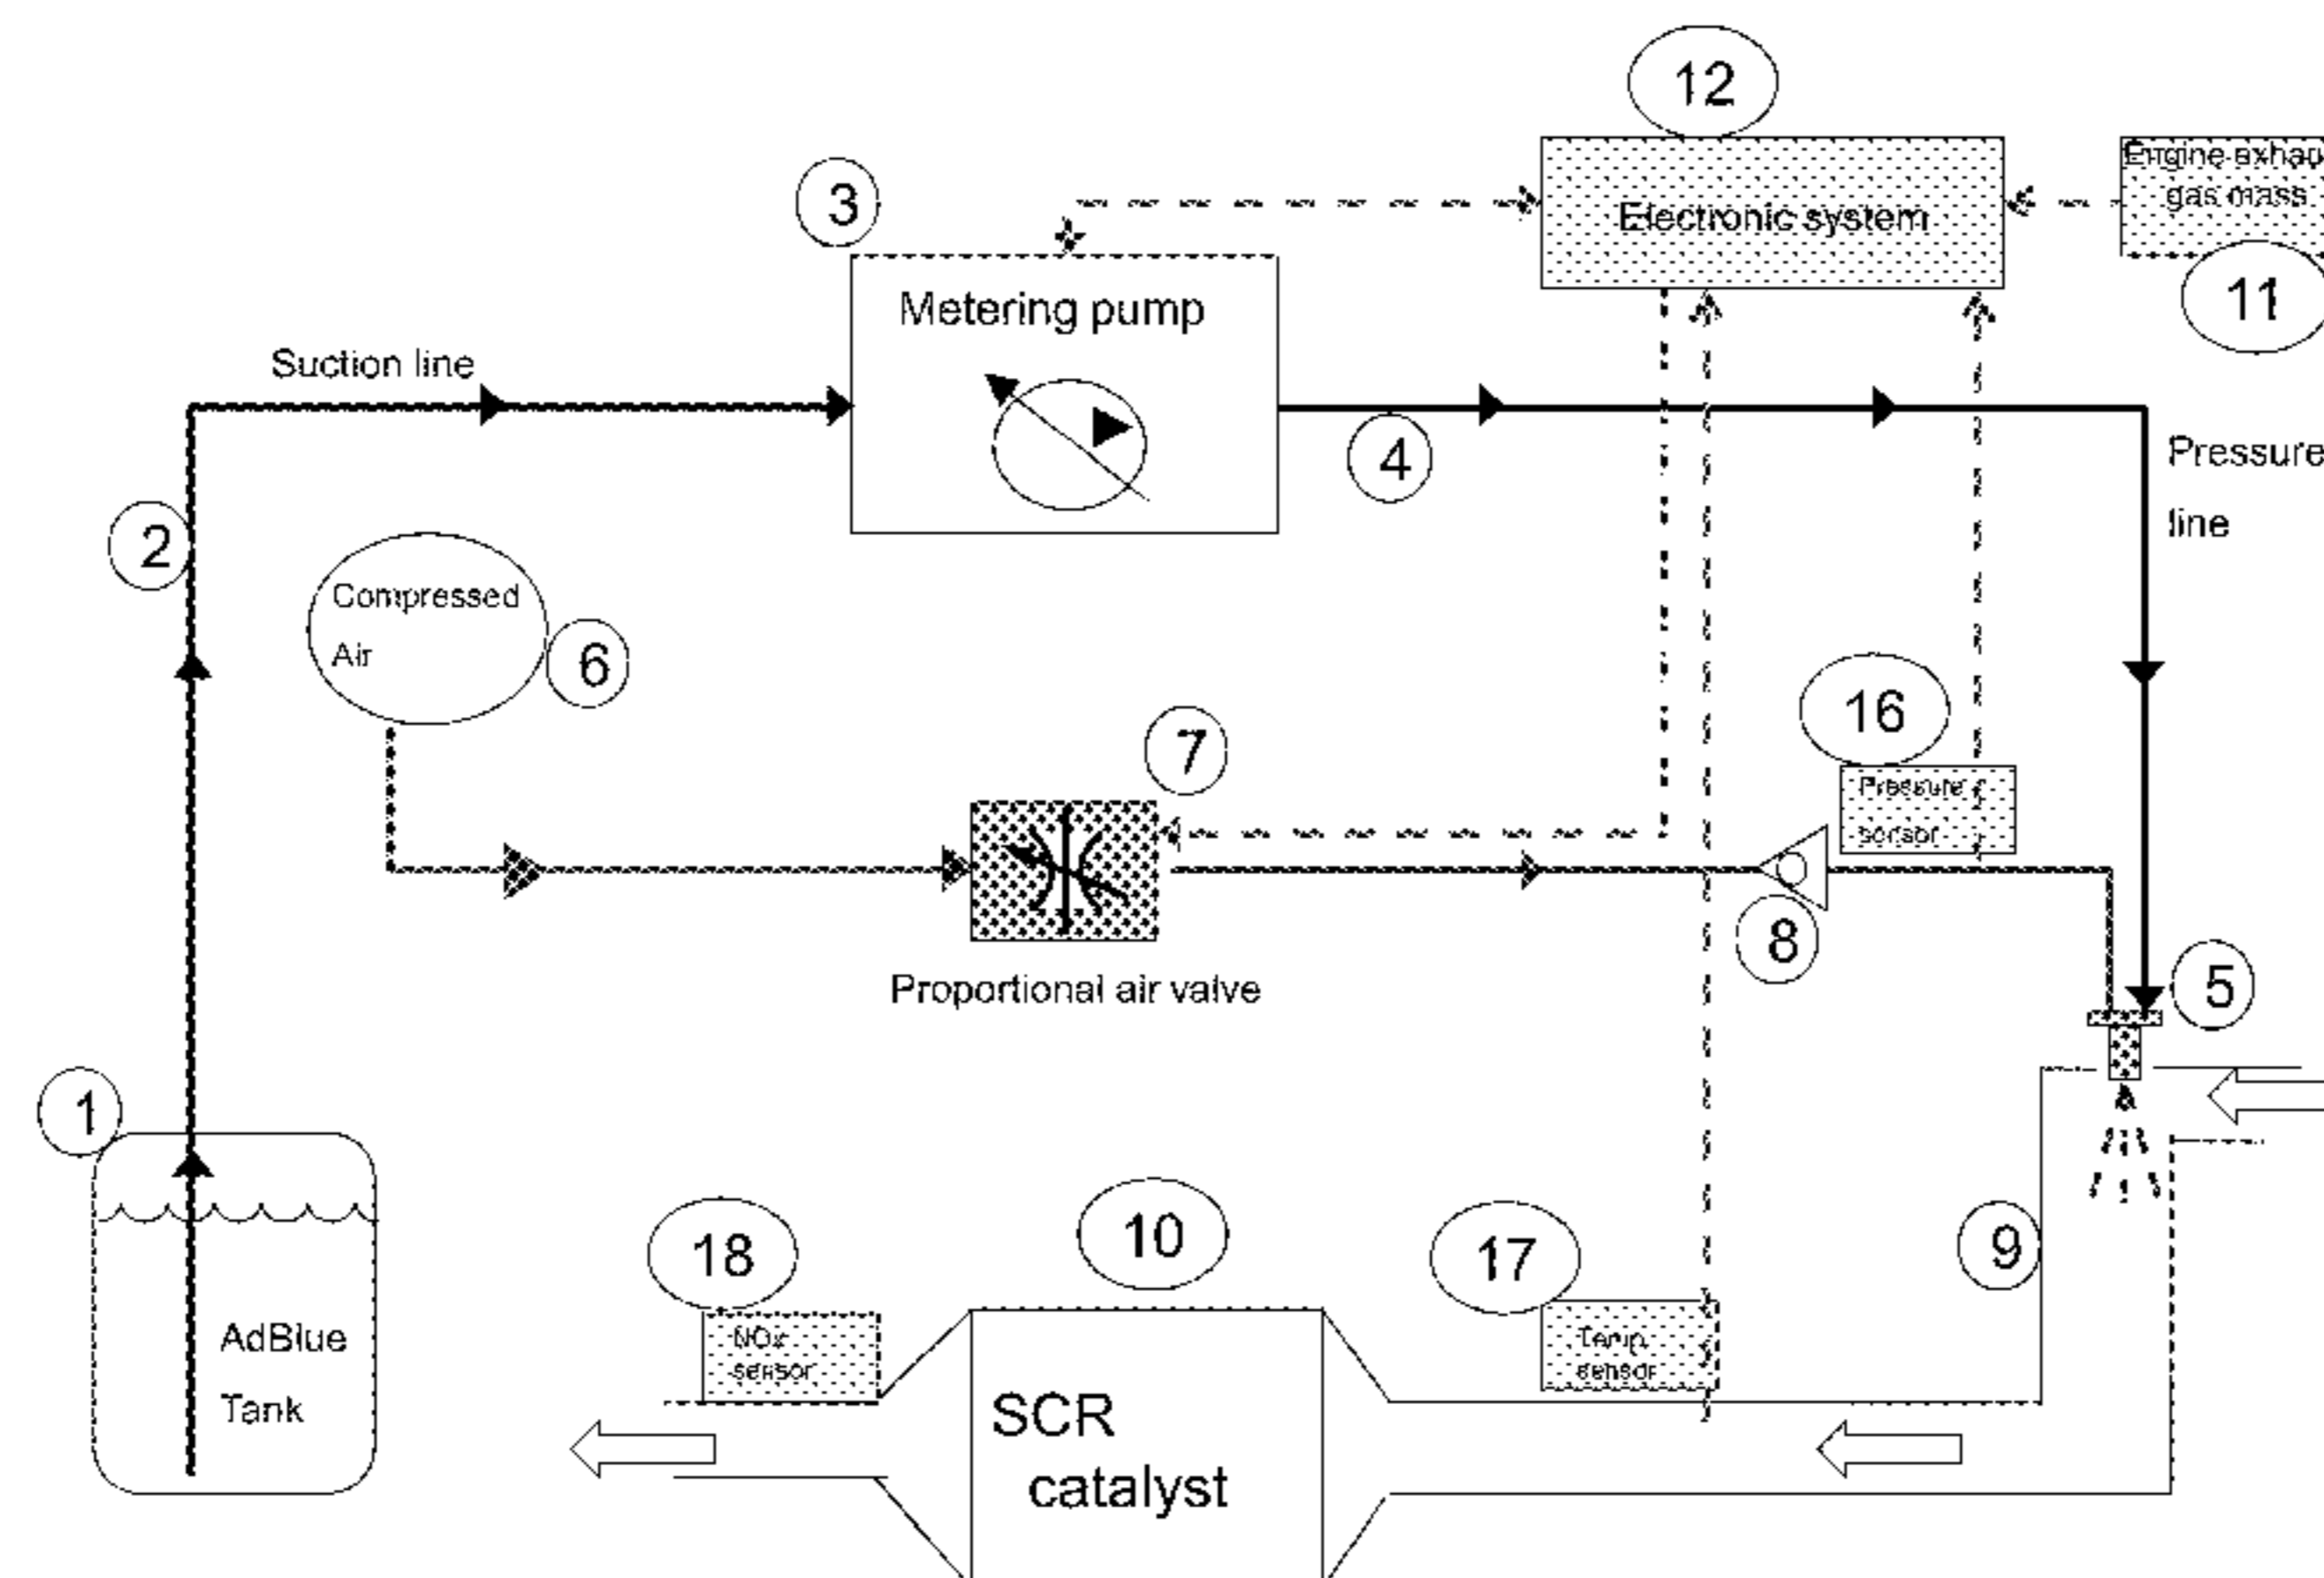 12
3
Engine exhau
gas mass
Electronic system
11
Metering pump
Suction line
4
Pressure
line
2
Compressed
Air
6
16
7
Pressure
sensor
8
5
Proportional air valve
1
10
18
17
9
NOx
sensor
Temp.
sensor
AdBlue
Tank
SCR
catalyst